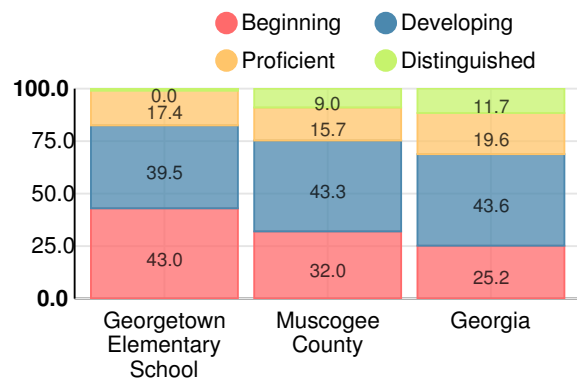 Beginning Developing
Proficient Distinguished
100.0
75.0
50.0
25.0
0.0
0.0
17.4
39.5
43.0
9.0
15.7
43.3
32.0
11.7
19.6
43.6
25.2
Georgetown
Elementary
School
Muscogee
County
Georgia